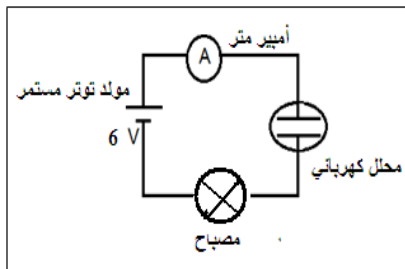 أمبير متر
A
مولد توتر مستمر
6 V
محلل كهربائي
مصباح